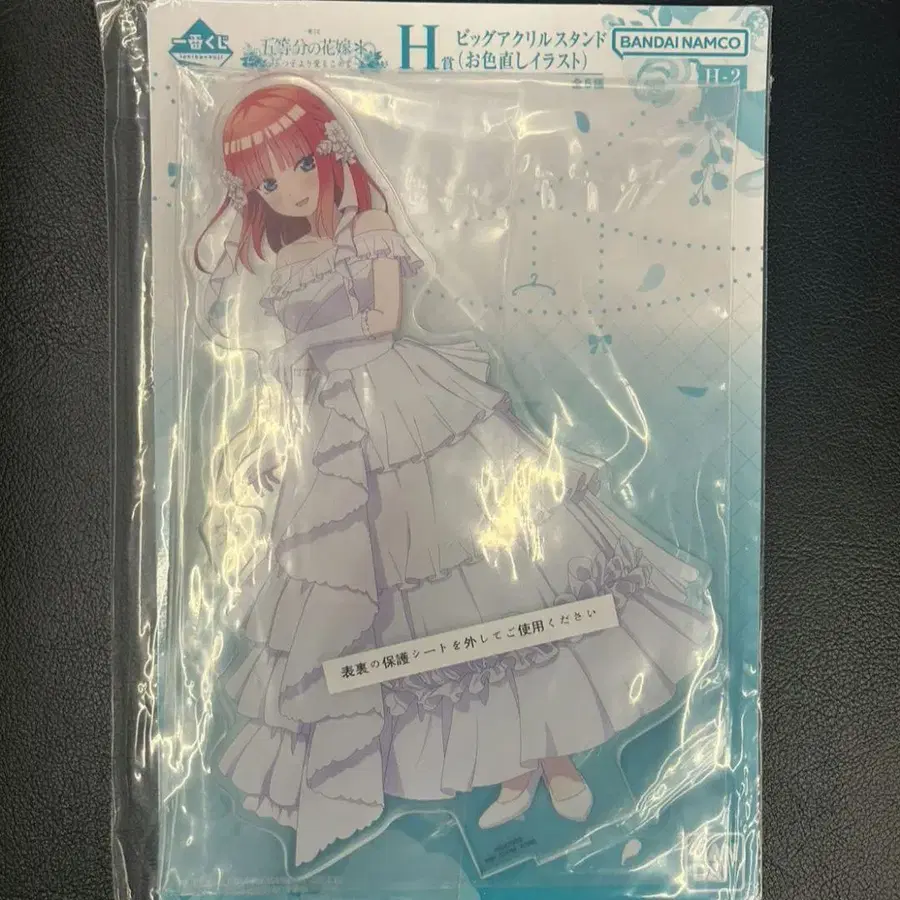 一番くじ
五等分の花嫁＊
H賞
ビッグアクリルスタンド
(お色直しイラスト)
全5種
BANDAI NAMCO
H-2
表裏の保護シートを外してご使用ください